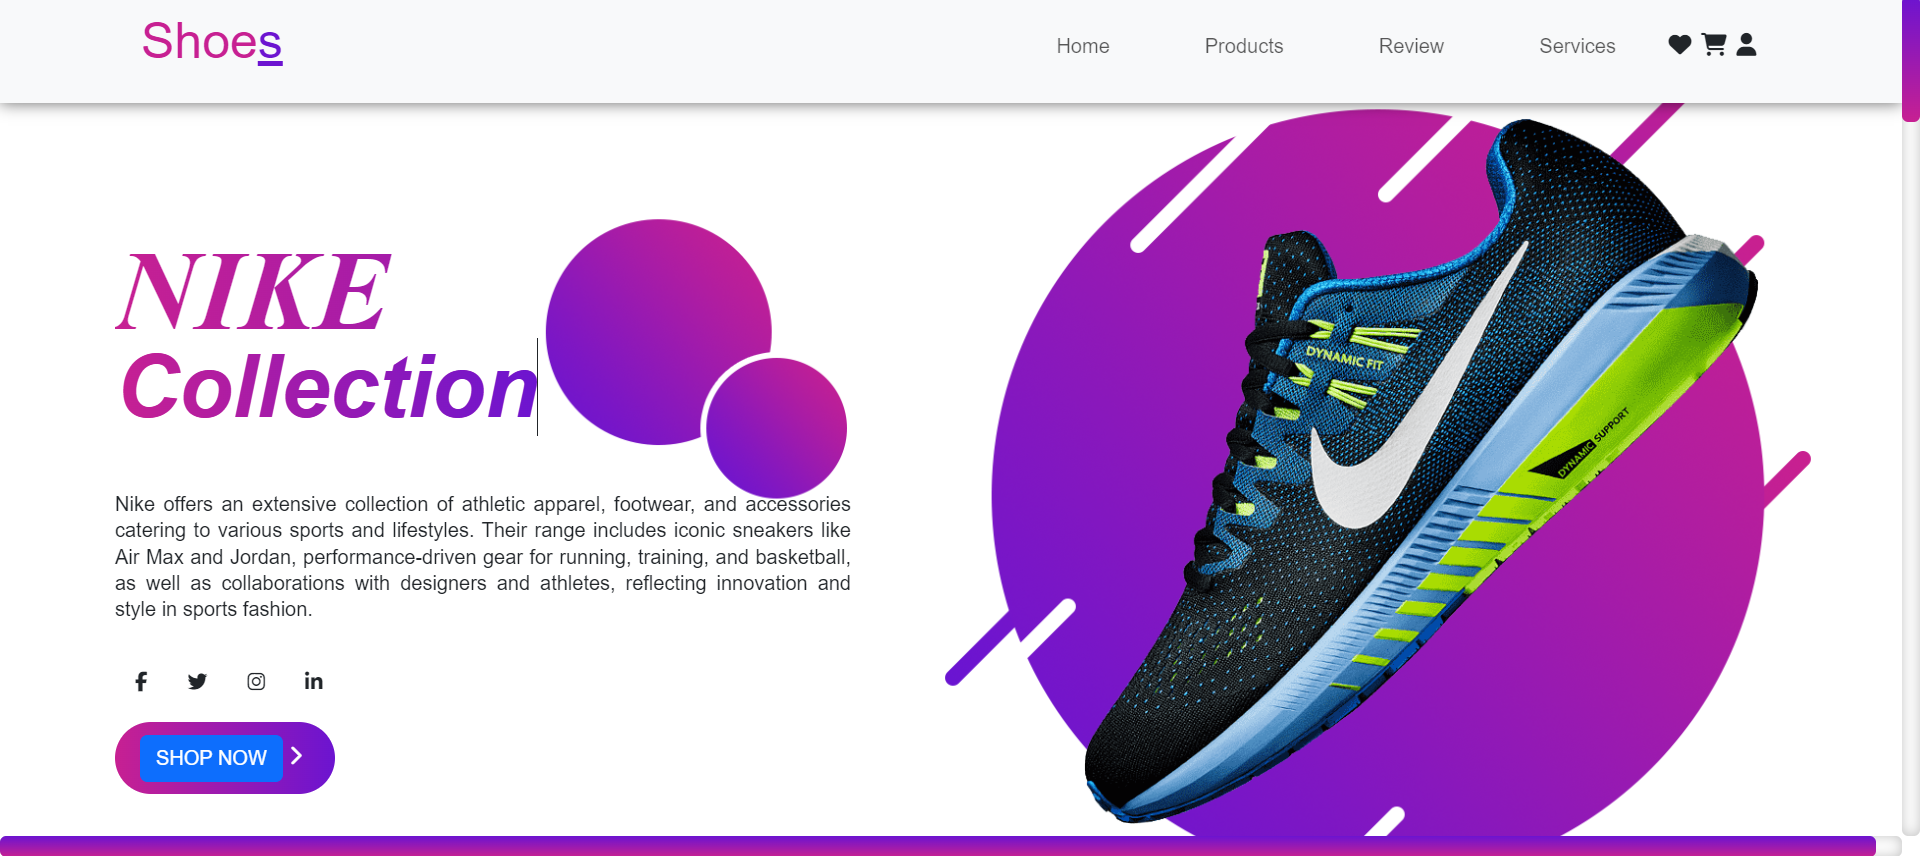 Shoes
Home Products Review Services
NIKE
Collection
Nike offers an extensive collection of athletic apparel, footwear, and accessories
catering to various sports and lifestyles. Their range includes iconic sneakers like
Air Max and Jordan, performance-driven gear for running, training, and basketball,
as well as collaborations with designers and athletes, reflecting innovation and
style in sports fashion.
SHOP NOW
DYNAMIC FIT
DYNAMIC SUPPORT